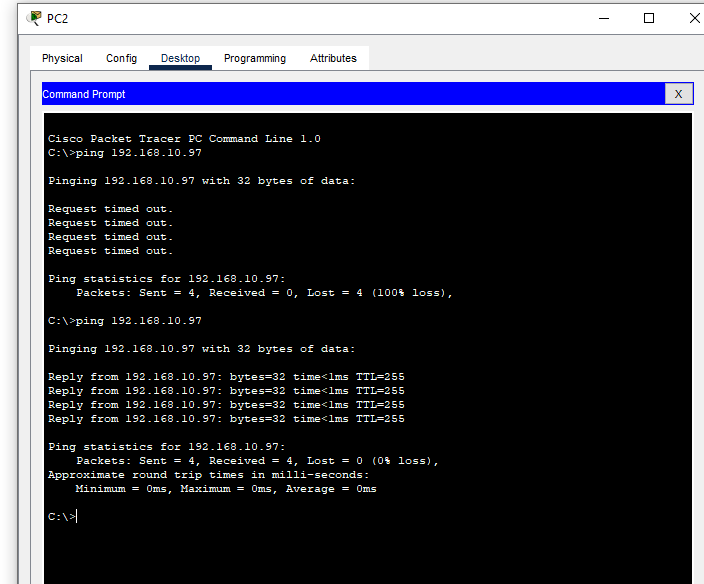 PC2
Physical Config Desktop Programming Attributes
Command Prompt
X
Cisco Packet Tracer PC Command Line 1.0
C:\>ping 192.168.10.97
Pinging 192.168.10.97 with 32 bytes of data:
Request timed out.
Request timed out.
Request timed out.
Request timed out.
Ping statistics for 192.168.10.97:
    Packets: Sent = 4, Received = 0, Lost = 4 (100% loss),
C:\>ping 192.168.10.97
Pinging 192.168.10.97 with 32 bytes of data:
Reply from 192.168.10.97: bytes=32 time<1ms TTL=255
Reply from 192.168.10.97: bytes=32 time<1ms TTL=255
Reply from 192.168.10.97: bytes=32 time<1ms TTL=255
Reply from 192.168.10.97: bytes=32 time<1ms TTL=255
Ping statistics for 192.168.10.97:
    Packets: Sent = 4, Received = 4, Lost = 0 (0% loss),
Approximate round trip times in milli-seconds:
    Minimum = 0ms, Maximum = 0ms, Average = 0ms
C:\>